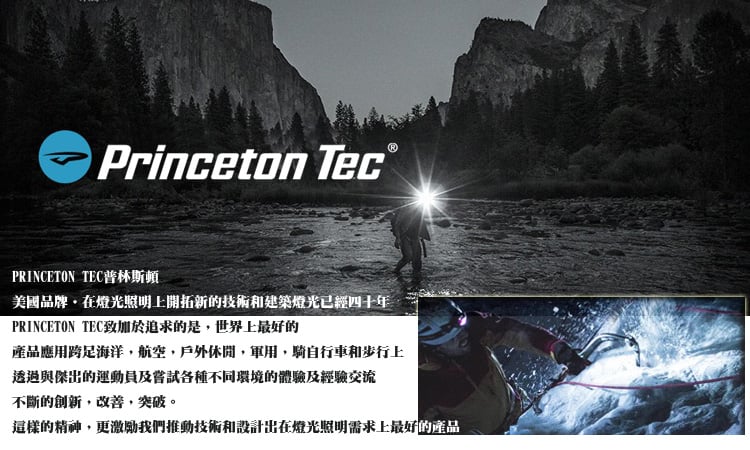 Princeton Tec®
PRINCETON TEC普林斯頓
美國品牌。在燈光照明上開拓新的技術和建築燈光已經四十年
PRINCETON TEC致加於追求的是，世界上最好的
產品應用跨足海洋，航空，戶外休閒，軍用，騎自行車和步行上
透過與傑出的運動員及嘗試各種不同環境的體驗及經驗交流
不斷的創新，改善，突破。
這樣的精神，更激勵我們推動技術和設計出在燈光照明需求上最好的產品